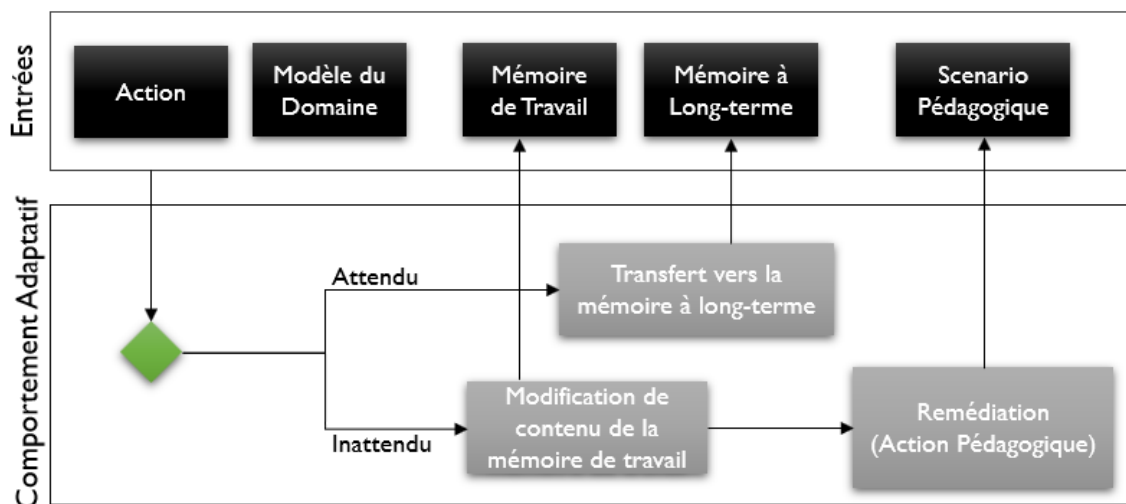 Entrées
Action
Modèle du
Domaine
Mémoire
de Travail
Mémoire à
Long-terme
Scenario
Pédagogique
Comportement Adaptatif
Attendu
Transfert vers la
mémoire à long-terme
Inattendu
Modification de
contenu de la
mémoire de travail
Remédiation
(Action Pédagogique)